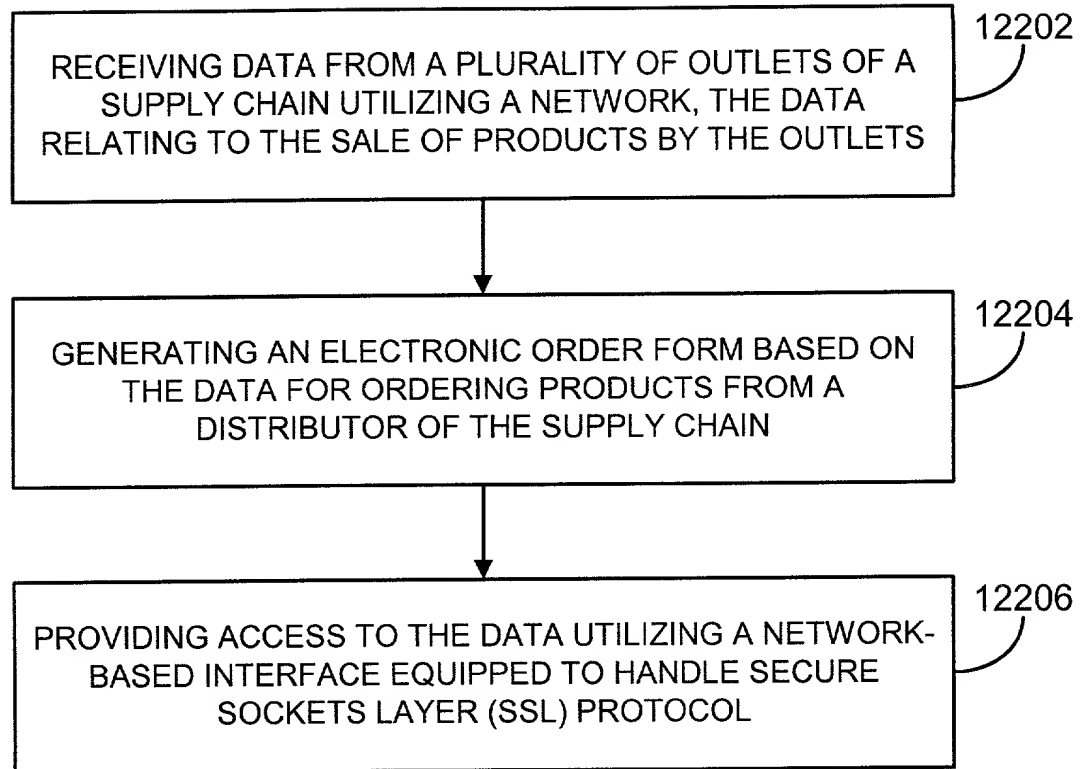 12202
RECEIVING DATA FROM A PLURALITY OF OUTLETS OF A
SUPPLY CHAIN UTILIZING A NETWORK, THE DATA
RELATING TO THE SALE OF PRODUCTS BY THE OUTLETS
12204
GENERATING AN ELECTRONIC ORDER FORM BASED ON
THE DATA FOR ORDERING PRODUCTS FROM A
DISTRIBUTOR OF THE SUPPLY CHAIN
12206
PROVIDING ACCESS TO THE DATA UTILIZING A NETWORK-
BASED INTERFACE EQUIPPED TO HANDLE SECURE
SOCKETS LAYER (SSL) PROTOCOL